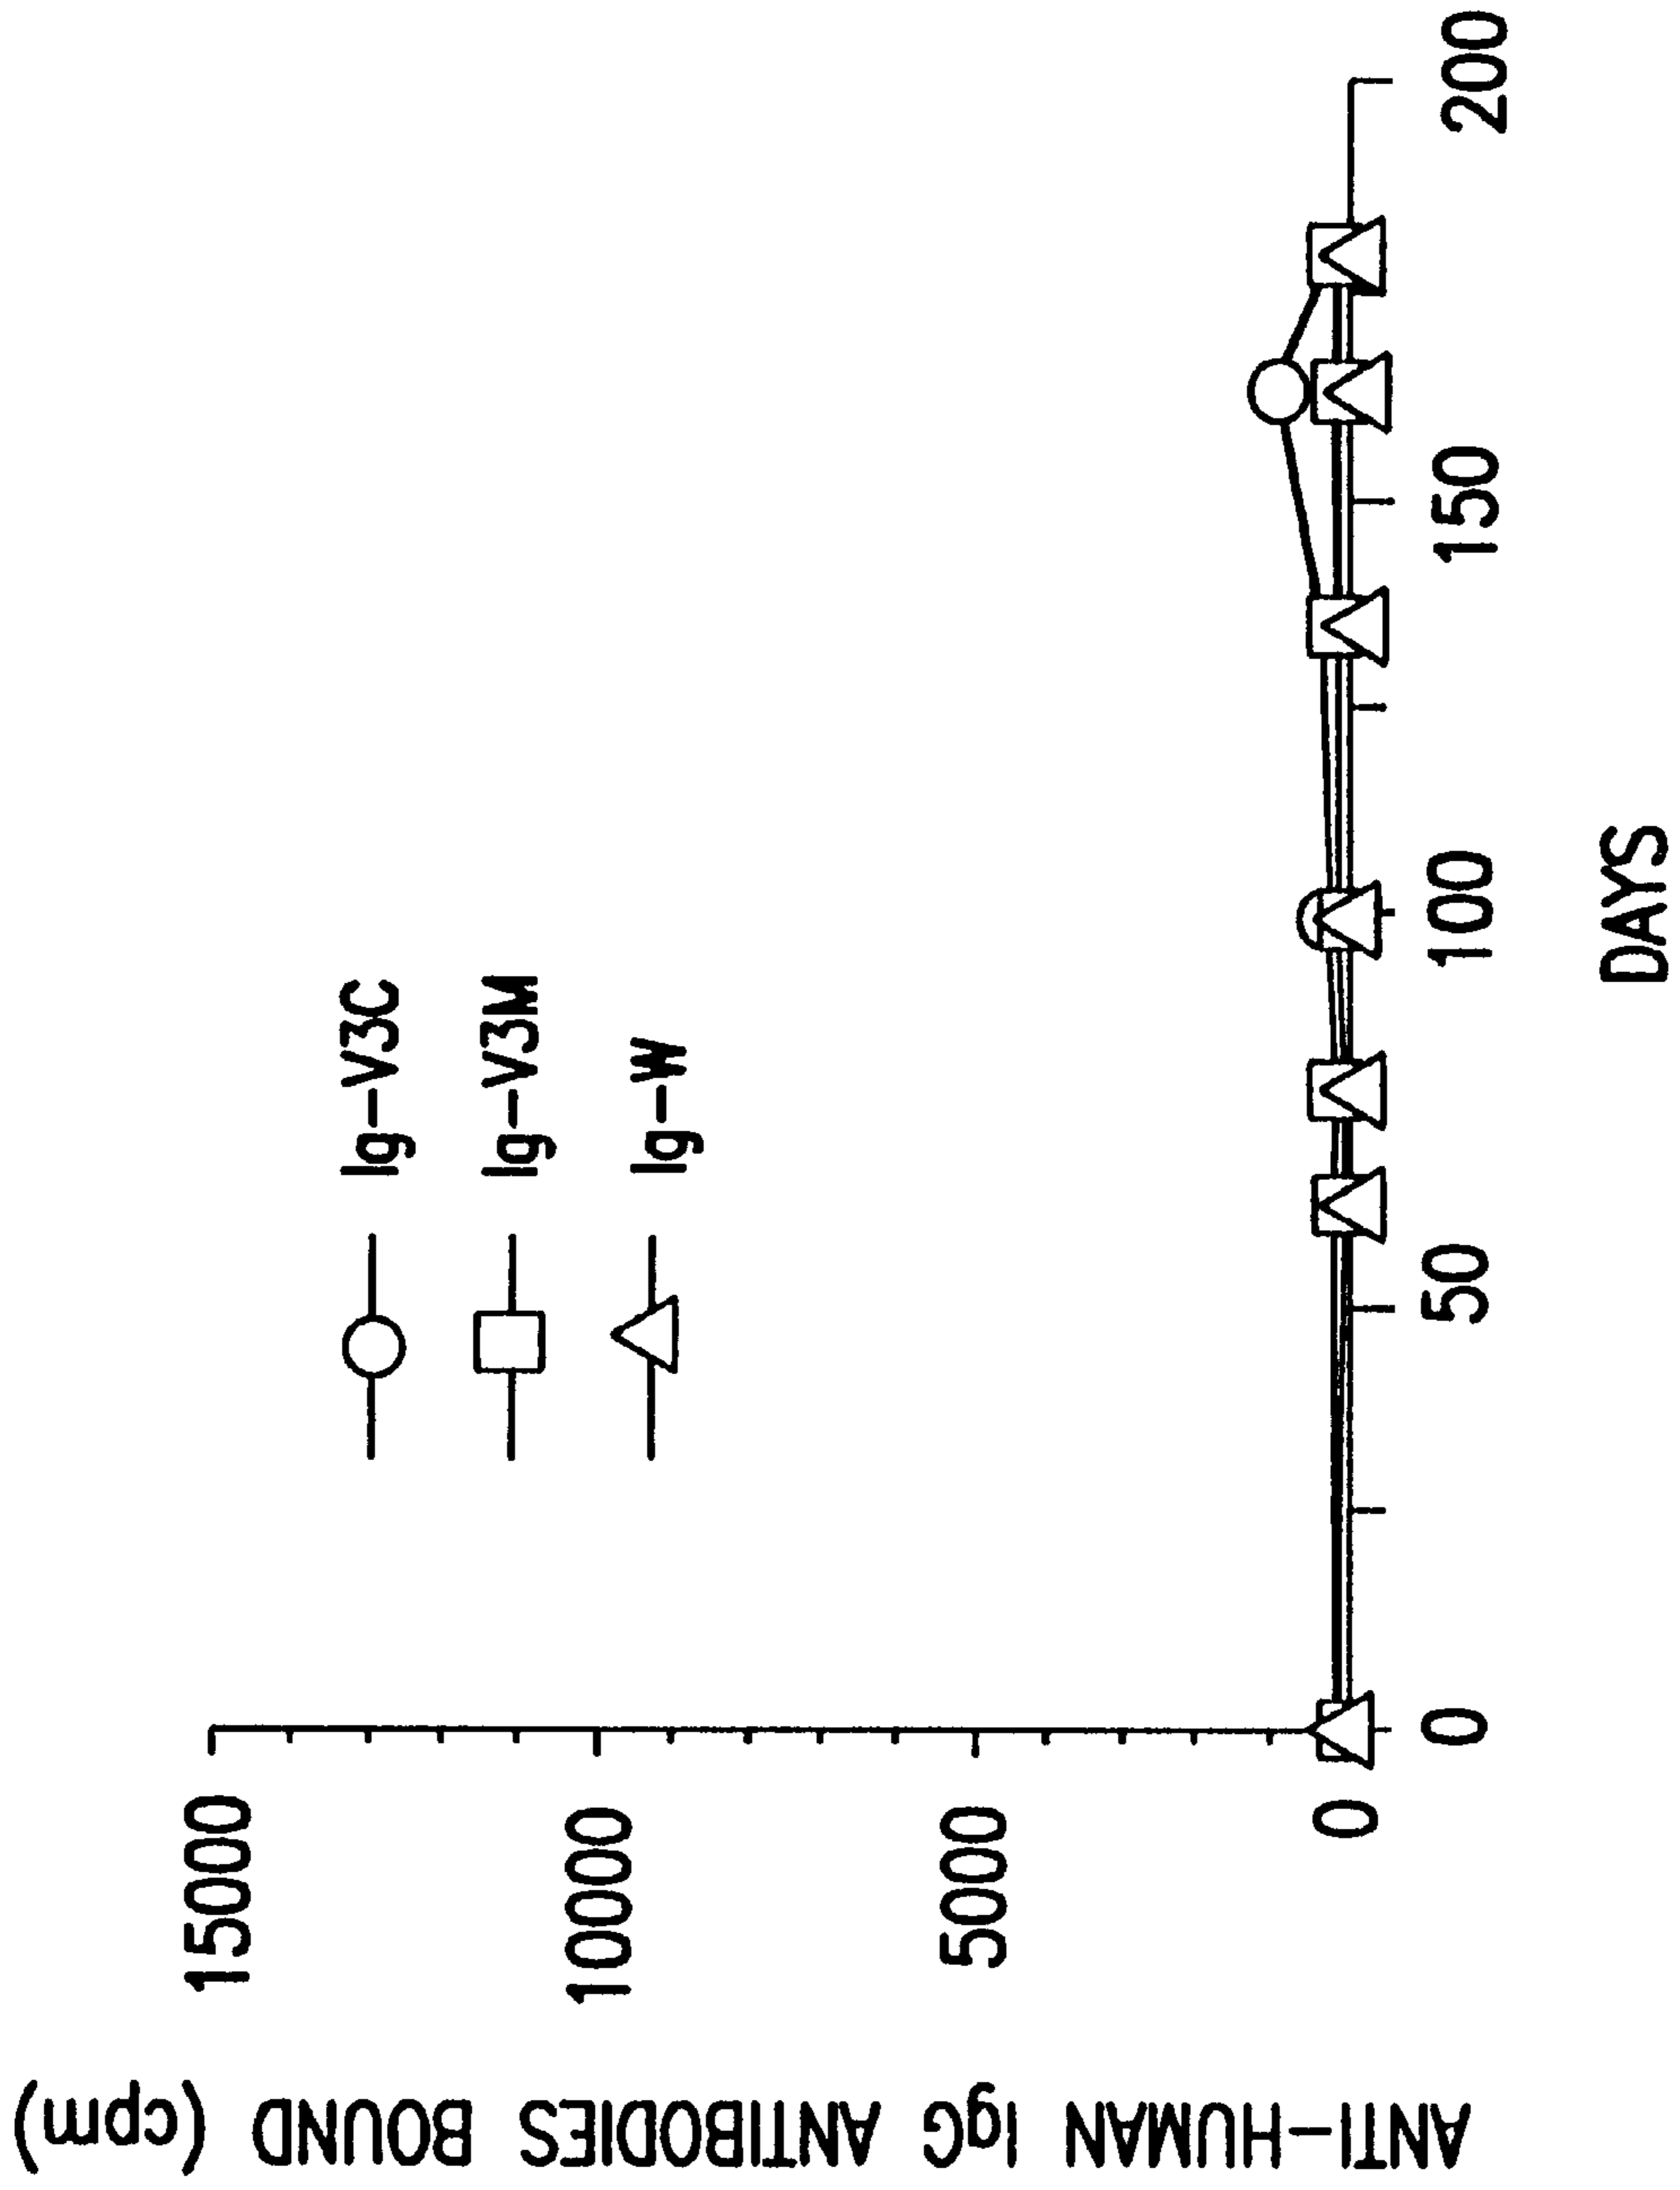 ANTI-HUMAN IgG ANTIBODIES BOUND (cpm)
15000
10000
5000
0
Ig-V3C
Ig-V3M
Ig-W
0
50
100
150
200
DAYS